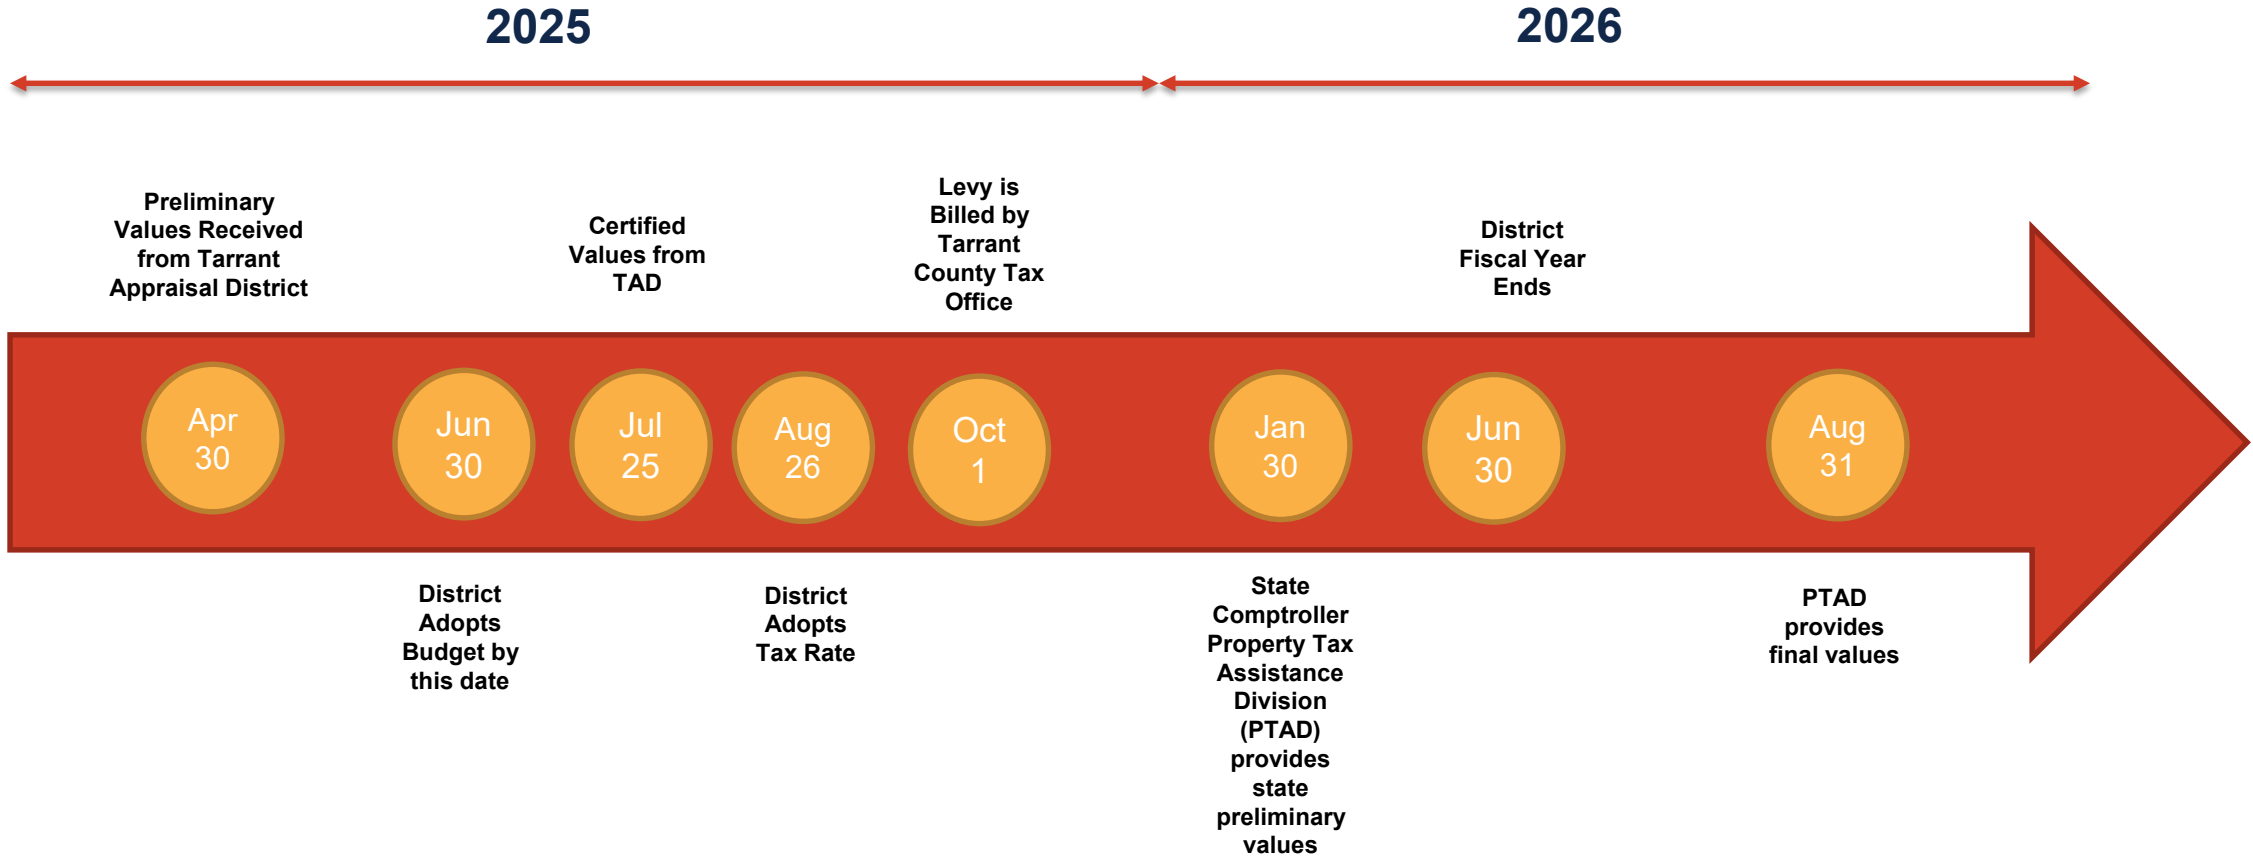 2025
2026
Preliminary
Values Received
from Tarrant
Appraisal District
Certified
Values from
TAD
Levy is
Billed by
Tarrant
County Tax
Office
District
Fiscal Year
Ends
Apr
30
Jun
30
Jul
25
Aug
26
Oct
1
Jan
30
Jun
30
Aug
31
District
Adopts
Budget by
this date
District
Adopts
Tax Rate
State
Comptroller
Property Tax
Assistance
Division
(PTAD)
provides
state
preliminary
values
PTAD
provides
final values